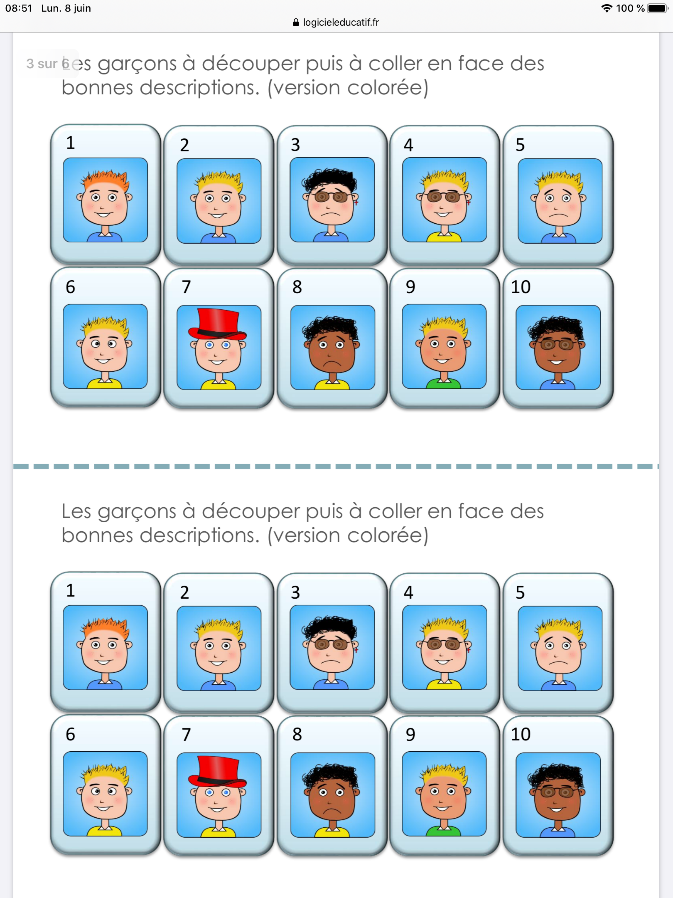 08:51 Lun. 8 juin
100 %
logicieleducatif.fr
3 sur 6
Les garçons à découper puis à coller en face des
bonnes descriptions. (version colorée)
1 2 3 4 5
6 7 8 9 10
Les garçons à découper puis à coller en face des
bonnes descriptions. (version colorée)
1 2 3 4 5
6 7 8 9 10